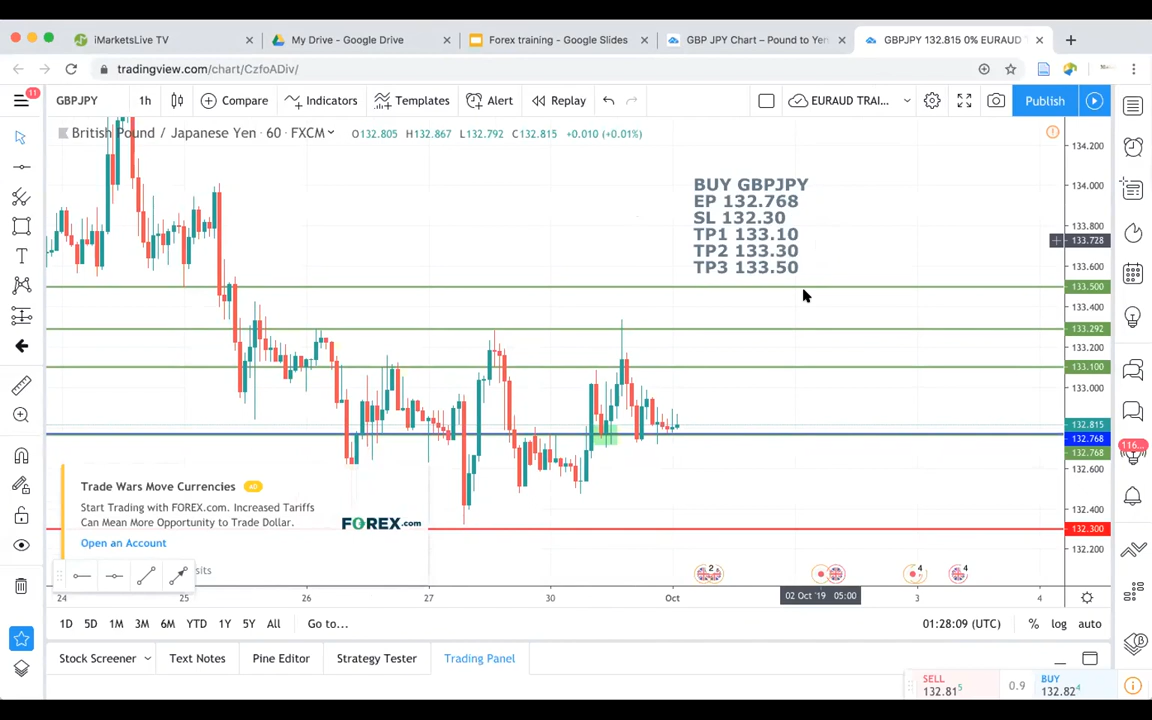 iMarketsLive TV
My Drive - Google Drive
Forex training - Google Slides
GBP JPY Chart – Pound to Yen
GBPJPY 132.815 0% EURAUD
tradingview.com/chart/CzfoADiv/
11
GBPJPY
1h
Compare
Indicators
Templates
Alert
Replay
EURAUD TRAI...
Publish
British Pound / Japanese Yen · 60 · FXCM
O132.805 H132.867 L132.792 C132.815 +0.010 (+0.01%)
BUY GBPJPY
EP 132.768
SL 132.30
TP1 133.10
TP2 133.30
TP3 133.50
134.200
134.000
133.800
133.728
133.600
133.500
133.400
133.292
133.200
133.100
133.000
132.815
132.768
132.768
132.600
132.400
132.300
132.200
116...
Trade Wars Move Currencies
AD
Start Trading with FOREX.com. Increased Tariffs
Can Mean More Opportunity to Trade Dollar.
FOREX.com
Open an Account
sits
2
4
4
24
25
26
27
30
Oct
02 Oct '19 05:00
3
4
1D
5D
1M
3M
6M
YTD
1Y
5Y
All
Go to...
01:28:09 (UTC)
%
log
auto
Stock Screener
Text Notes
Pine Editor
Strategy Tester
Trading Panel
SELL
132.81⁵
0.9
BUY
132.82⁴